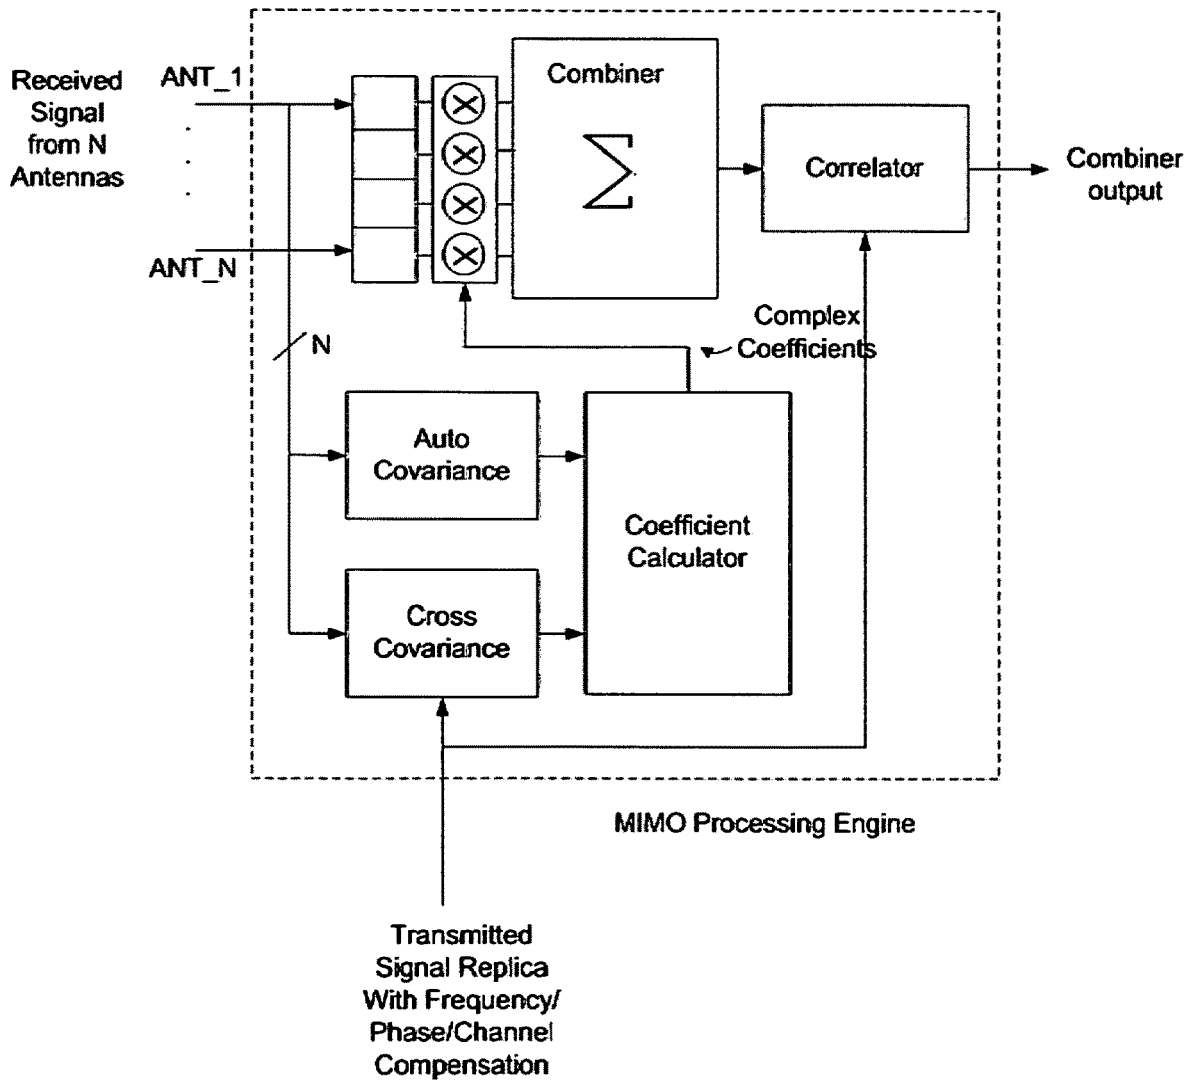 Received
Signal
from N
Antennas
ANT_1
ANT_N
N
Combiner
Σ
Correlator
Combiner
output
Complex
Coefficients
Auto
Covariance
Cross
Covariance
Coefficient
Calculator
MIMO Processing Engine
Transmitted
Signal Replica
With Frequency/
Phase/Channel
Compensation